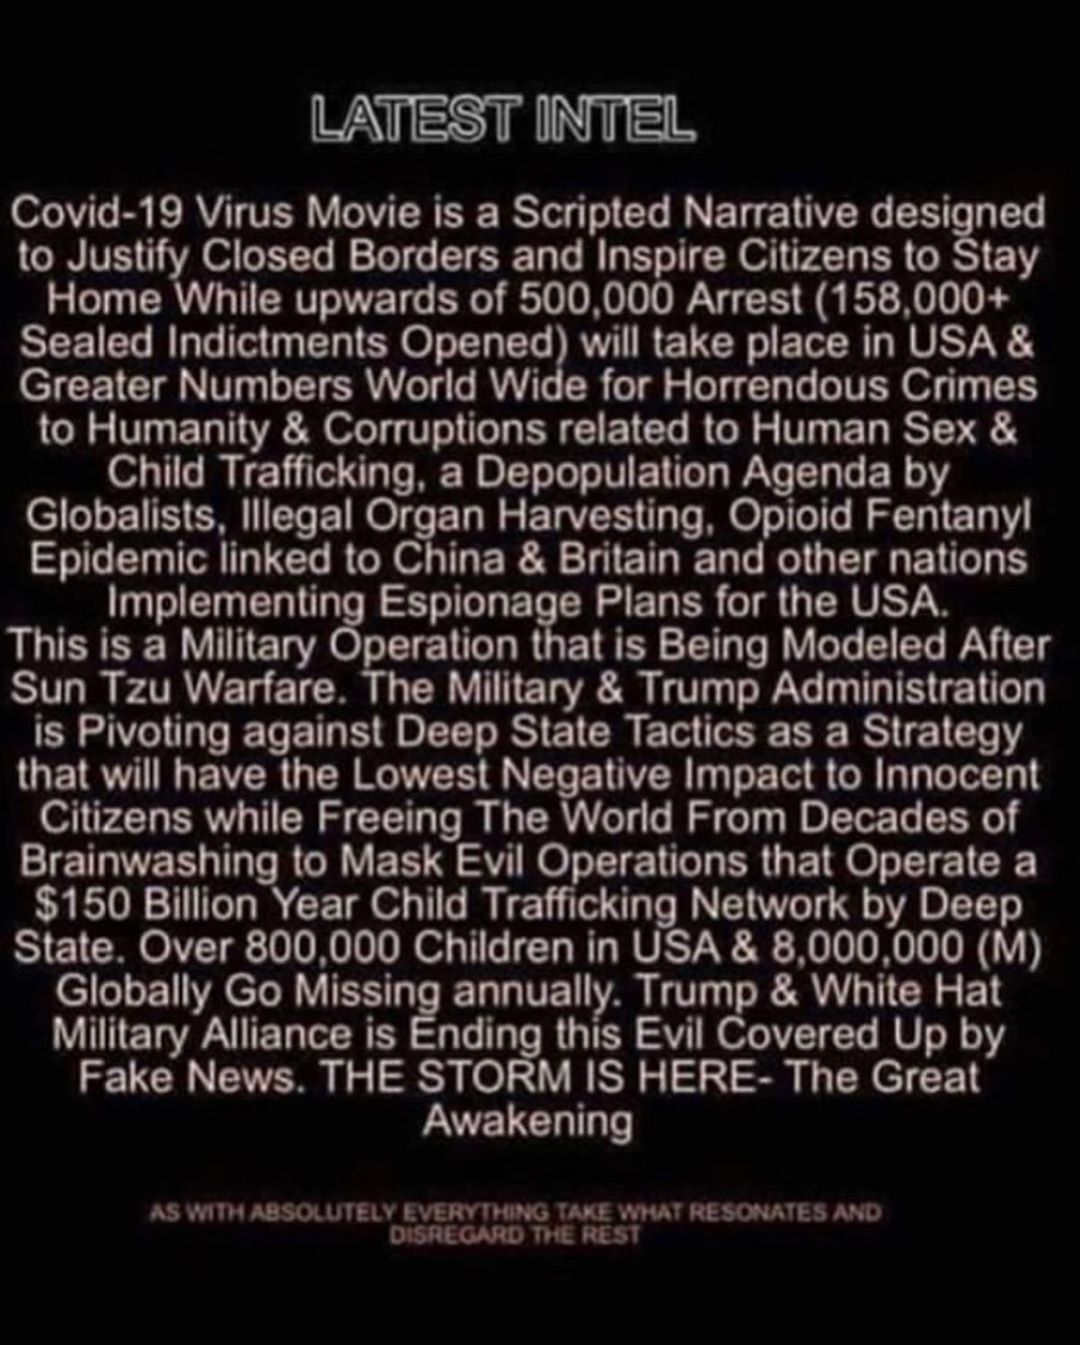 LATEST INTEL
Covid-19 Virus Movie is a Scripted Narrative designed
to Justify Closed Borders and Inspire Citizens to Stay
Home While upwards of 500,000 Arrest (158,000+
Sealed Indictments Opened) will take place in USA &
Greater Numbers World Wide for Horrendous Crimes
to Humanity & Corruptions related to Human Sex &
Child Trafficking, a Depopulation Agenda by
Globalists, Illegal Organ Harvesting, Opioid Fentanyl
Epidemic linked to China & Britain and other nations
Implementing Espionage Plans for the USA.
This is a Military Operation that is Being Modeled After
Sun Tzu Warfare. The Military & Trump Administration
is Pivoting against Deep State Tactics as a Strategy
that will have the Lowest Negative Impact to Innocent
Citizens while Freeing The World From Decades of
Brainwashing to Mask Evil Operations that Operate a
$150 Billion Year Child Trafficking Network by Deep
State. Over 800,000 Children in USA & 8,000,000 (M)
Globally Go Missing annually. Trump & White Hat
Military Alliance is Ending this Evil Covered Up by
Fake News. THE STORM IS HERE- The Great
Awakening
AS WITH ABSOLUTELY EVERYTHING TAKE WHAT RESONATES AND
DISREGARD THE REST